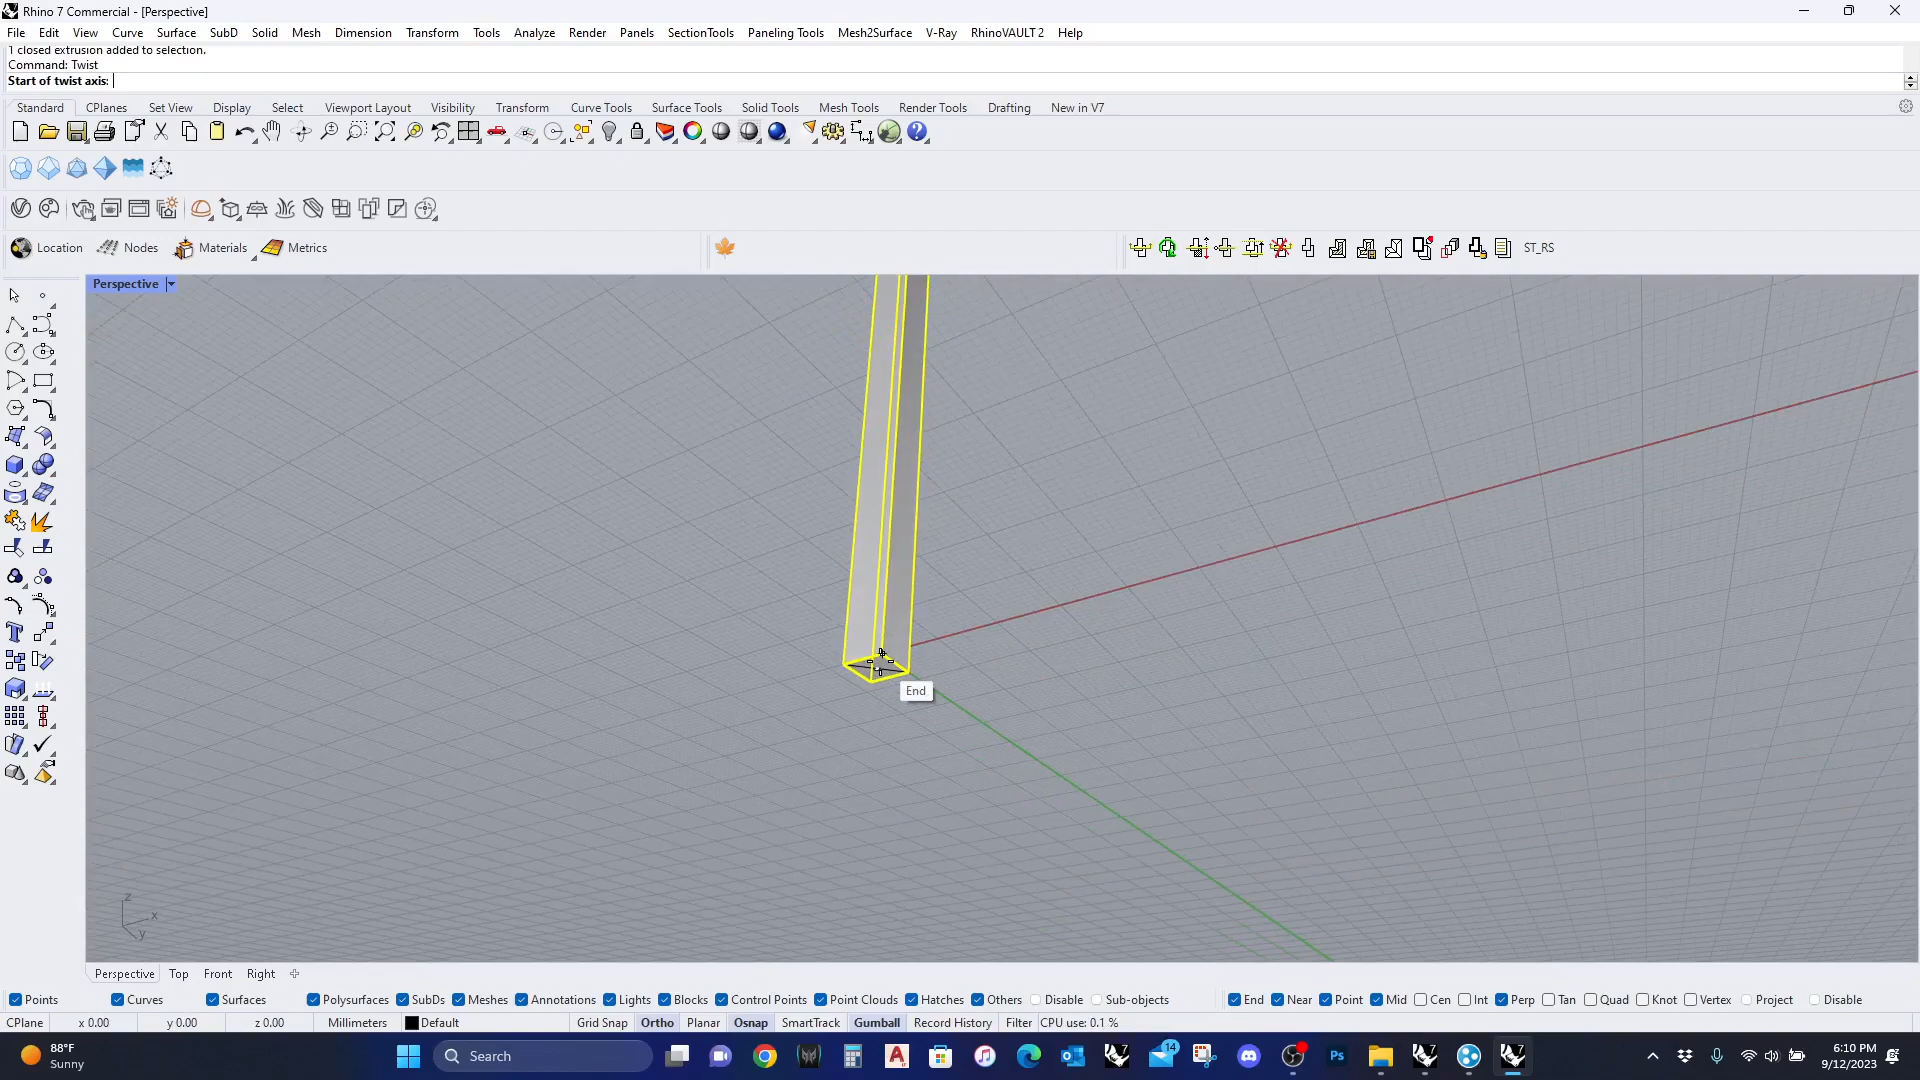 Rhino 7 Commercial - [Perspective]
File Edit View Curve Surface SubD Solid Mesh Dimension Transform Tools Analyze Render Panels SectionTools Paneling Tools Mesh2Surface V-Ray RhinoVAULT 2 Help
1 closed extrusion added to selection.
Command: Twist
Start of twist axis:
Standard CPlanes Set View Display Select Viewport Layout Visibility Transform Curve Tools Surface Tools Solid Tools Mesh Tools Render Tools Drafting New in V7
Location Nodes Materials Metrics ST_RS
Perspective
End
z
x
y
Perspective Top Front Right
Points Curves Surfaces Polysurfaces SubDs Meshes Annotations Lights Blocks Control Points Point Clouds Hatches Others Disable Sub-objects End Near Point Mid Cen Int Perp Tan Quad Knot Vertex Project Disable
CPlane x 0.00 y 0.00 z 0.00 Millimeters Default Grid Snap Ortho Planar Osnap SmartTrack Gumball Record History Filter CPU use: 0.1 %
88°F
Sunny
Search
14
Ps
6:10 PM
9/12/2023